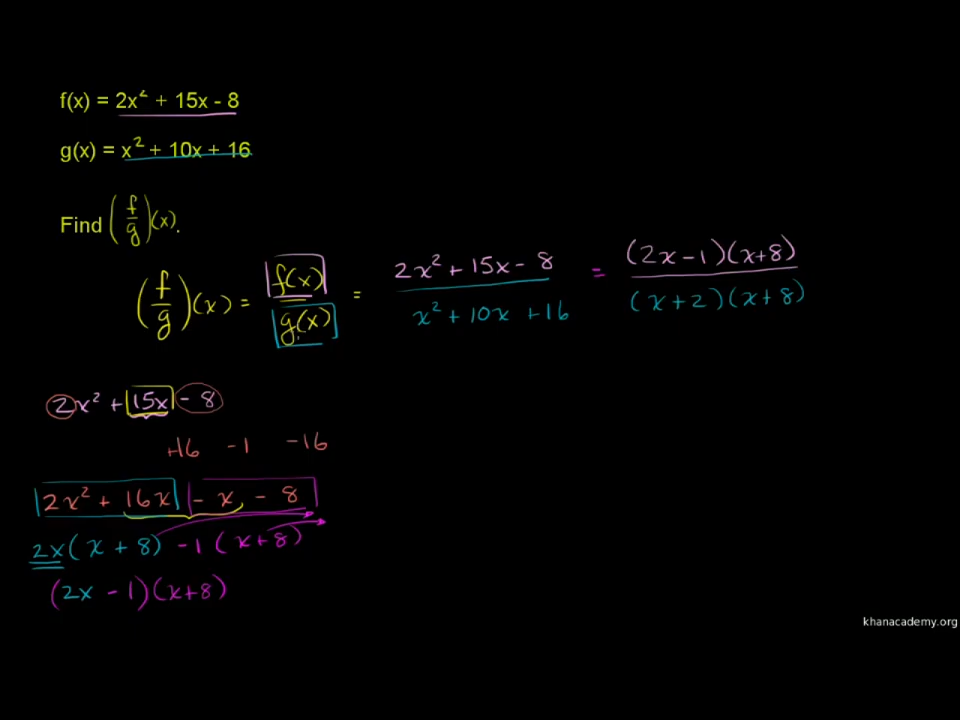 f(x) = 2x² + 15x - 8
g(x) = x² + 10x + 16
Find (f/g)(x).
(f/g)(x) = f(x)/g(x) = (2x² + 15x - 8)/(x² + 10x + 16) = (2x - 1)(x + 8)/(x + 2)(x + 8)
2x² + 15x - 8
+16 -1 -16
2x² + 16x - x - 8
2x(x + 8) - 1(x + 8)
(2x - 1)(x + 8)
khanacademy.org